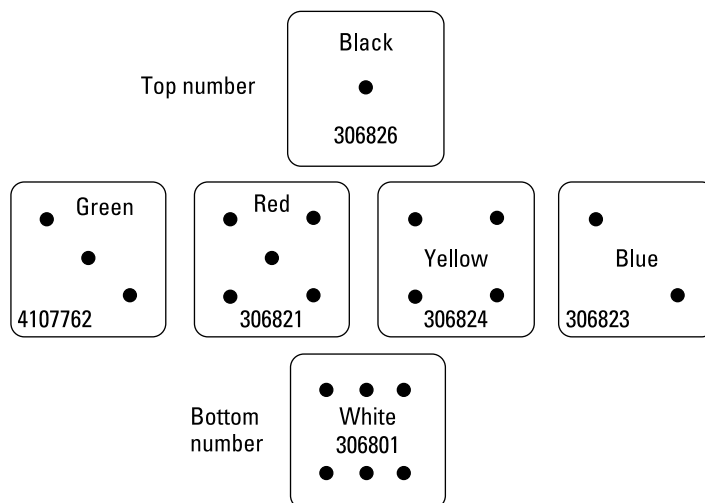 Black
Top number
306826
Green
4107762
Red
306821
Yellow
306824
Blue
306823
Bottom
number
White
306801